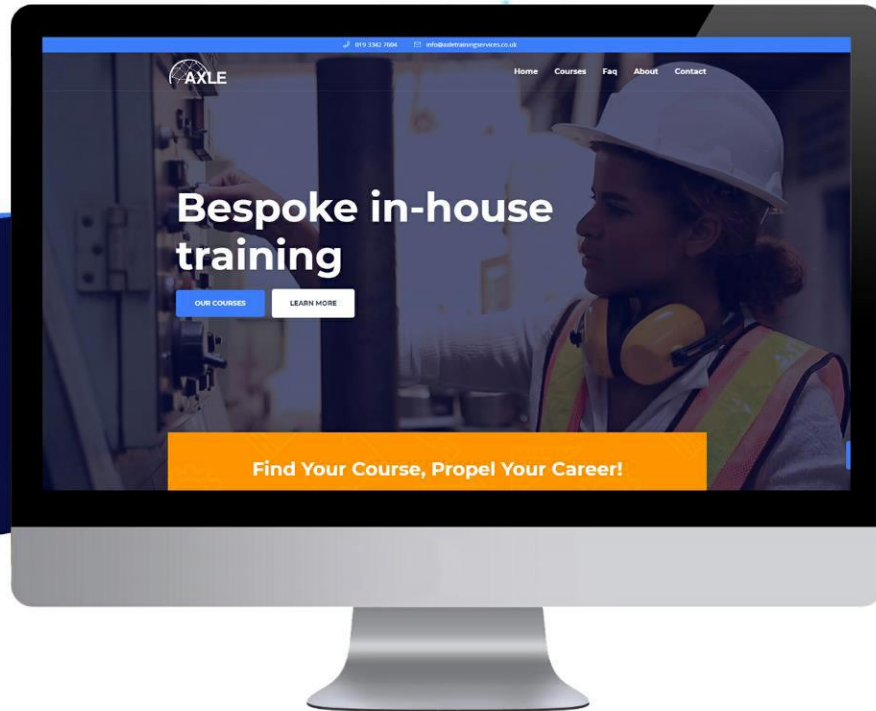 019 3342 7604 info@axletrainingservices.co.uk
AXLE
Home Courses Faq About Contact
Bespoke in-house
training
OUR COURSES LEARN MORE
Find Your Course, Propel Your Career!